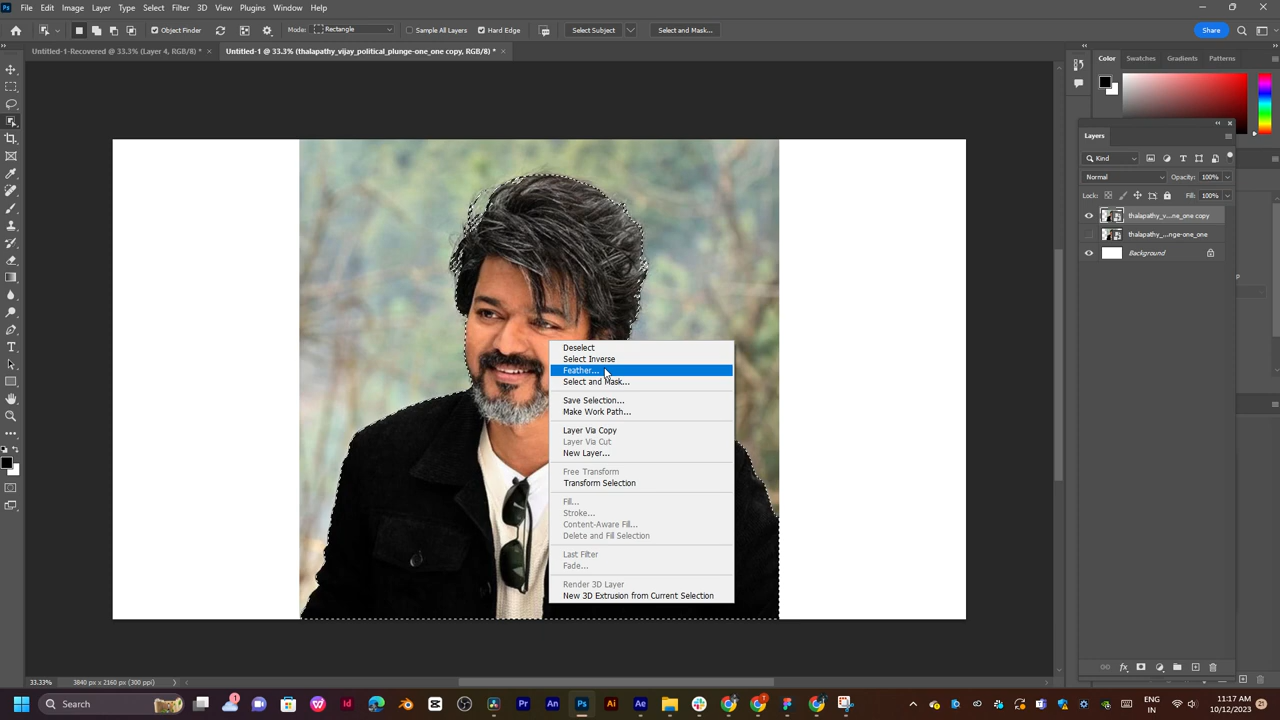 File Edit Image Layer Type Select Filter 3D View Plugins Window Help
Object Finder Mode: Rectangle Sample All Layers Hard Edge Select Subject Select and Mask... Share
Untitled-1-Recovered @ 33.3% (Layer 4, RGB/8) * ×
Untitled-1 @ 33.3% (thalapathy_vijay_political_plunge-one_one copy, RGB/8) * ×
Color Swatches Gradients Patterns
Layers
Kind
Normal Opacity: 100%
Lock: Fill: 100%
thalapathy_v...ne_one copy
thalapathy_...nge-one_one
Background
Deselect
Select Inverse
Feather...
Select and Mask...
Save Selection...
Make Work Path...
Layer Via Copy
Layer Via Cut
New Layer...
Free Transform
Transform Selection
Fill...
Stroke...
Content-Aware Fill...
Delete and Fill Selection
Last Filter
Fade...
Render 3D Layer
New 3D Extrusion from Current Selection
33.33% 3840 px x 2160 px (300 ppi)
Search
ENG
IN
11:17 AM
10/12/2023